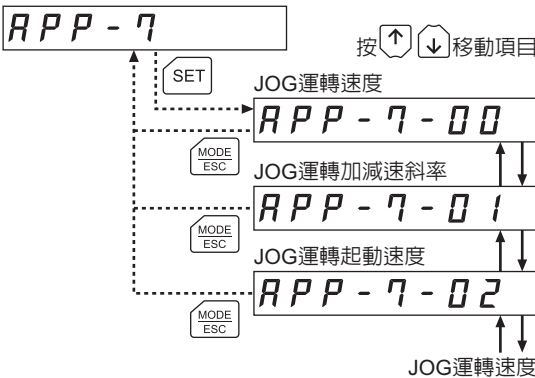 APP-7
按↑↓移動項目
SET
JOG運轉速度
APP-7-00
MODE
ESC
JOG運轉加減速斜率
APP-7-01
MODE
ESC
JOG運轉起動速度
APP-7-02
MODE
ESC
JOG運轉速度